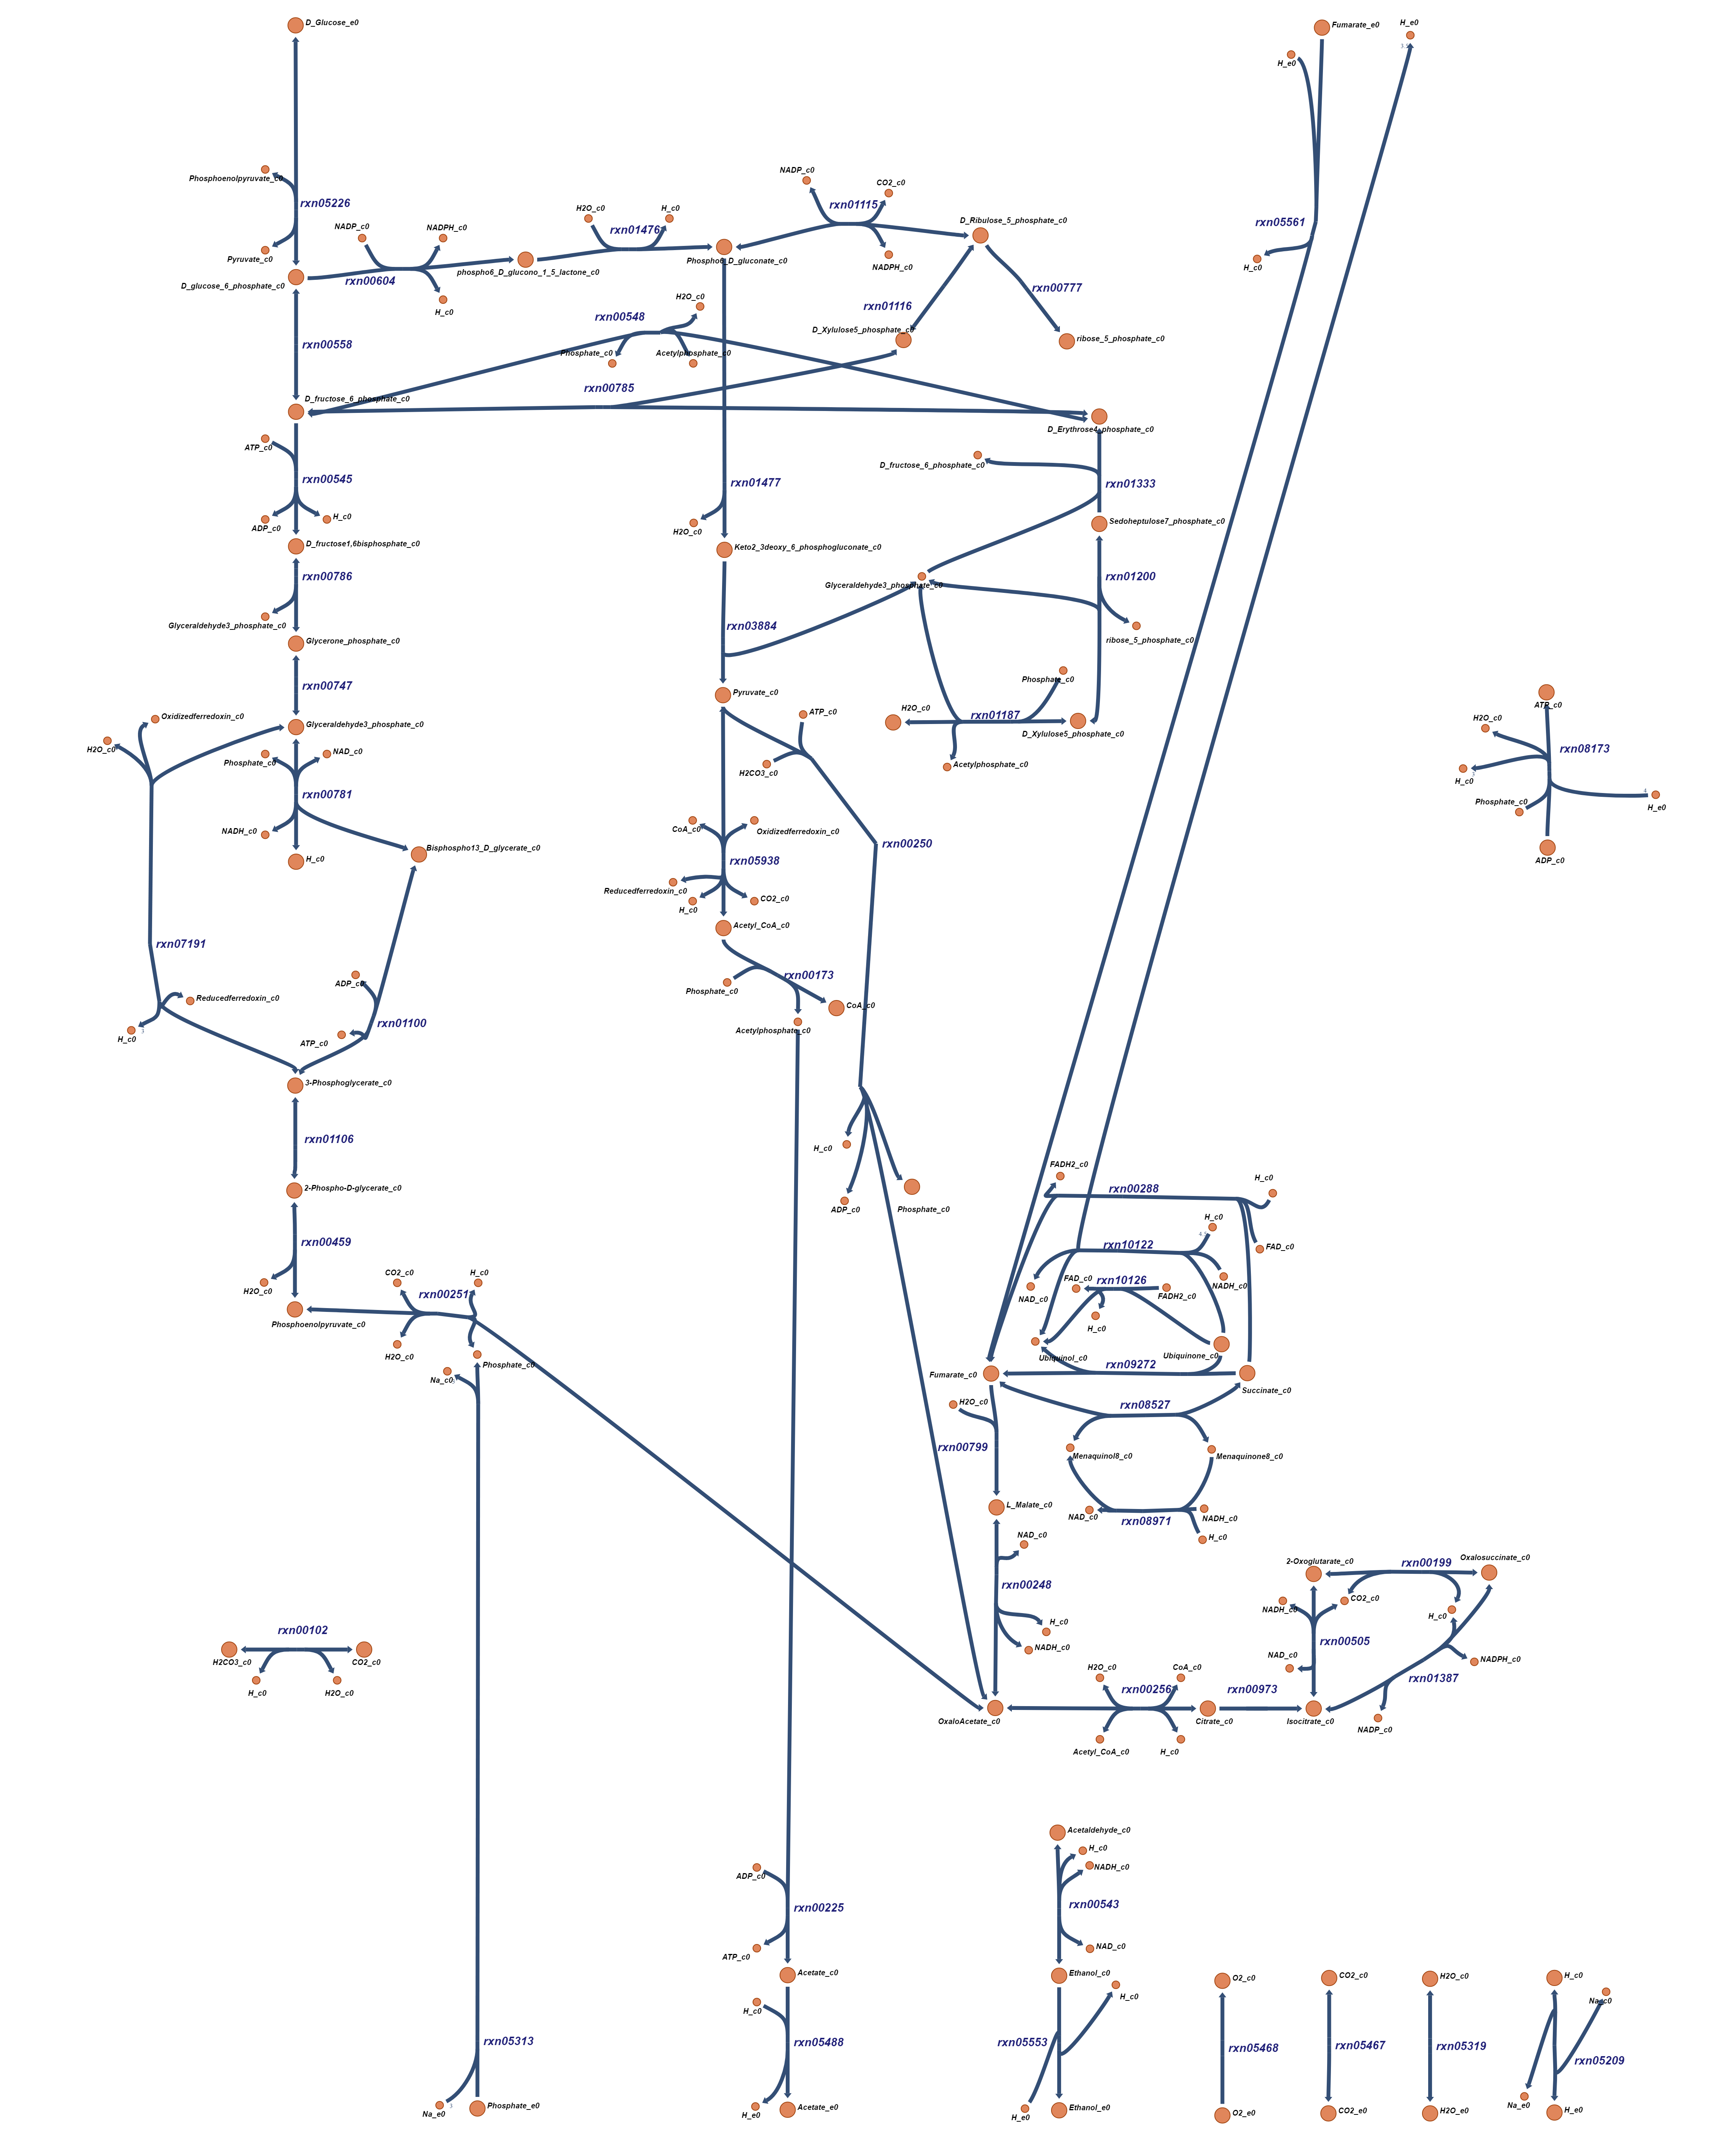 D_Glucose_e0
Fumarate_e0
H_e0
H_e0
Phosphoenolpyruvate_c0
rxn05226
NADP_c0
CO2_c0
rxn01115
H2O_c0
H_c0
rxn01476
D_Ribulose_5_phosphate_c0
rxn05561
NADP_c0
NADPH_c0
Pyruvate_c0
Phospho6_D_gluconate_c0
NADPH_c0
H_c0
phospho6_D_glucono_1_5_lactone_c0
rxn00604
D_glucose_6_phosphate_c0
H_c0
rxn00777
H2O_c0
rxn01116
rxn00548
D_Xylulose5_phosphate_c0
ribose_5_phosphate_c0
rxn00558
Phosphate_c0
Acetylphosphate_c0
rxn00785
D_fructose_6_phosphate_c0
D_Erythrose4_phosphate_c0
ATP_c0
D_fructose_6_phosphate_c0
rxn00545
rxn01477
rxn01333
H_c0
ADP_c0
Sedoheptulose7_phosphate_c0
H2O_c0
D_fructose1,6bisphosphate_c0
Keto2_3deoxy_6_phosphogluconate_c0
rxn00786
rxn01200
Glyceraldehyde3_phosphate_c0
Glyceraldehyde3_phosphate_c0
rxn03884
ribose_5_phosphate_c0
Glycerone_phosphate_c0
rxn00747
Phosphate_c0
Pyruvate_c0
ATP_c0
Oxidizedferredoxin_c0
Glyceraldehyde3_phosphate_c0
ATP_c0
H2O_c0
rxn01187
H2O_c0
D_Xylulose5_phosphate_c0
H2O_c0
NAD_c0
rxn08173
Phosphate_c0
H2CO3_c0
Acetylphosphate_c0
H_c0
3
rxn00781
4
Phosphate_c0
H_e0
NADH_c0
CoA_c0
Oxidizedferredoxin_c0
rxn00250
Bisphospho13_D_glycerate_c0
H_c0
rxn05938
ADP_c0
Reducedferredoxin_c0
CO2_c0
H_c0
Acetyl_CoA_c0
rxn07191
rxn00173
ADP_c0
Phosphate_c0
Reducedferredoxin_c0
CoA_c0
rxn01100
Acetylphosphate_c0
H_c0
3
ATP_c0
3-Phosphoglycerate_c0
rxn01106
H_c0
FADH2_c0
H_c0
2-Phospho-D-glycerate_c0
rxn00288
ADP_c0
Phosphate_c0
H_c0
rxn00459
rxn10122
FAD_c0
CO2_c0
H_c0
FAD_c0
rxn10126
NADH_c0
H2O_c0
rxn00251
NAD_c0
FADH2_c0
Phosphoenolpyruvate_c0
H_c0
H2O_c0
Ubiquinol_c0
Ubiquinone_c0
Phosphate_c0
rxn09272
Fumarate_c0
Na_c0
Succinate_c0
H2O_c0
rxn08527
rxn00799
Menaquinol8_c0
Menaquinone8_c0
L_Malate_c0
NAD_c0
rxn08971
NADH_c0
NAD_c0
H_c0
2-Oxoglutarate_c0
rxn00199
Oxalosuccinate_c0
rxn00248
CO2_c0
NADH_c0
H_c0
H_c0
rxn00102
rxn00505
NADH_c0
NAD_c0
NADPH_c0
H2CO3_c0
CO2_c0
H2O_c0
CoA_c0
rxn01387
H_c0
H2O_c0
rxn00256
rxn00973
OxaloAcetate_c0
Citrate_c0
Isocitrate_c0
NADP_c0
Acetyl_CoA_c0
H_c0
Acetaldehyde_c0
H_c0
ADP_c0
NADH_c0
rxn00225
rxn00543
ATP_c0
NAD_c0
Acetate_c0
Ethanol_c0
O2_c0
CO2_c0
H2O_c0
H_c0
H_c0
H_c0
Na_c0
rxn05313
rxn05488
rxn05553
rxn05468
rxn05467
rxn05319
rxn05209
Na_e0
3
Phosphate_e0
H_e0
Acetate_e0
H_e0
Ethanol_e0
O2_e0
CO2_e0
H2O_e0
Na_e0
H_e0